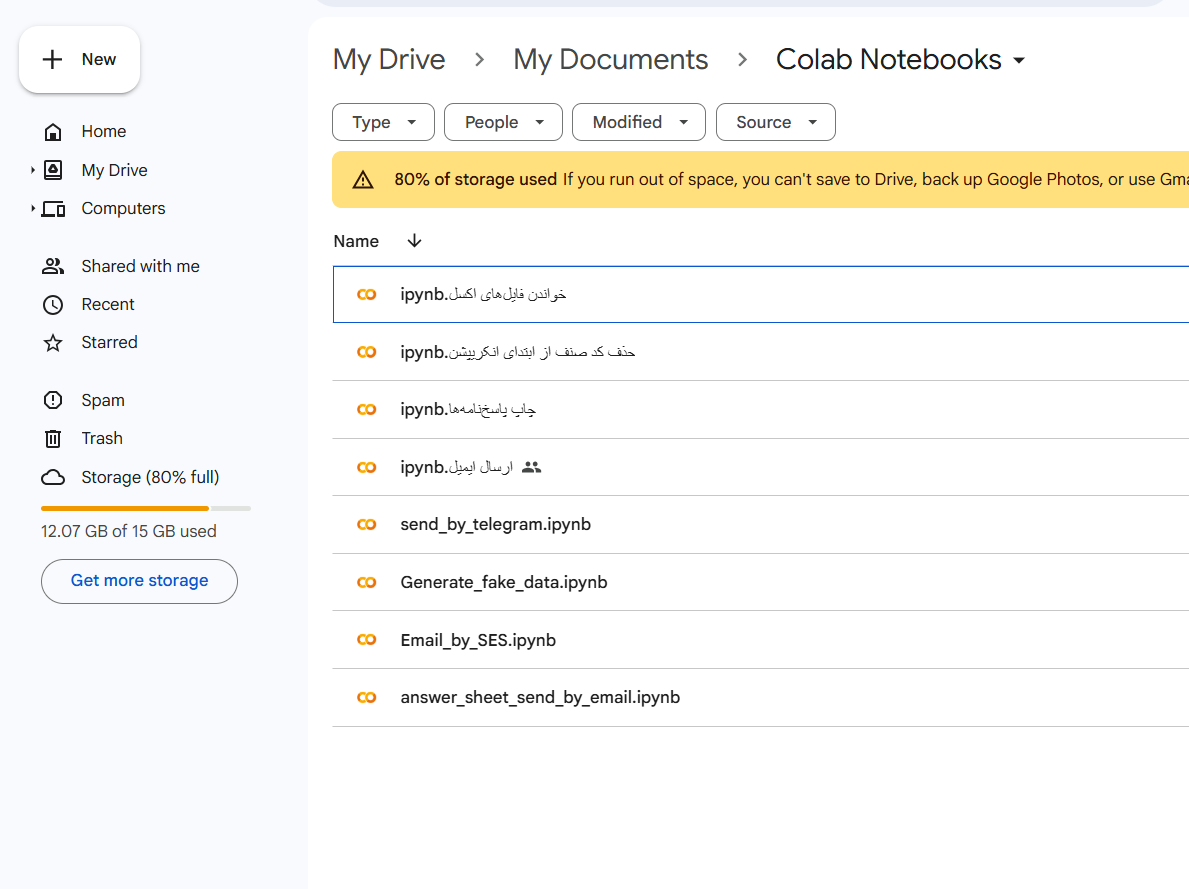 New
My Drive > My Documents > Colab Notebooks
Type People Modified Source
80% of storage used If you run out of space, you can't save to Drive, back up Google Photos, or use Gma
Home
My Drive
Computers
Shared with me
Recent
Starred
Spam
Trash
Storage (80% full)
12.07 GB of 15 GB used
Get more storage
Name
خواندن فایل‌های اکسل.ipynb
حذف کد صنف از ابتدای انکریپشن.ipynb
چاپ پاسخ‌نامه‌ها.ipynb
ارسال ایمیل.ipynb
send_by_telegram.ipynb
Generate_fake_data.ipynb
Email_by_SES.ipynb
answer_sheet_send_by_email.ipynb